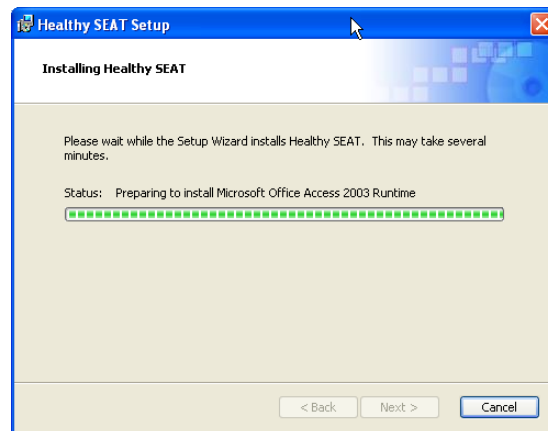 Healthy SEAT Setup
Installing Healthy SEAT
Please wait while the Setup Wizard installs Healthy SEAT. This may take several
minutes.
Status: Preparing to install Microsoft Office Access 2003 Runtime
< Back Next > Cancel